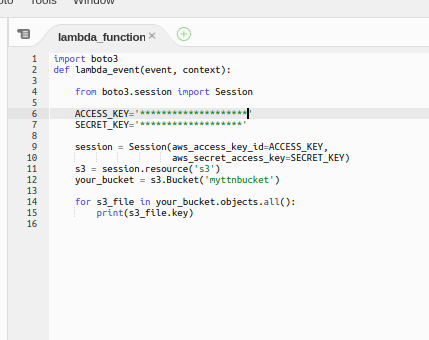 Tools Window
lambda_function
1 import boto3
2 def lambda_event(event, context):
3
4 from boto3.session import Session
5
6 ACCESS_KEY='********************'
7 SECRET_KEY='*******************'
8
9 session = Session(aws_access_key_id=ACCESS_KEY,
10 aws_secret_access_key=SECRET_KEY)
11 s3 = session.resource('s3')
12 your_bucket = s3.Bucket('myttnbucket')
13
14 for s3_file in your_bucket.objects.all():
15 print(s3_file.key)
16